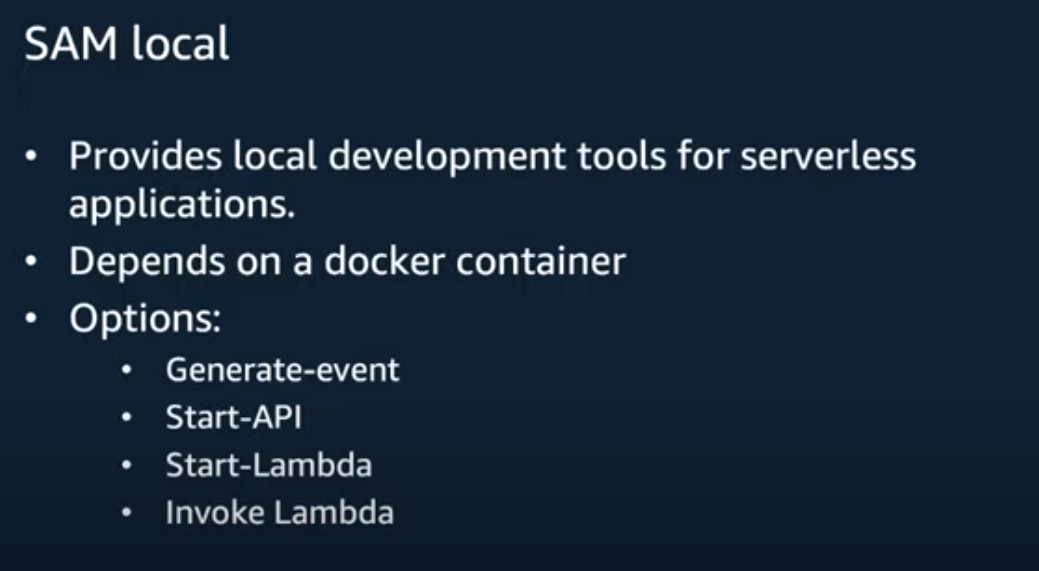 SAM local
• Provides local development tools for serverless
applications.
• Depends on a docker container
• Options:
• Generate-event
• Start-API
• Start-Lambda
• Invoke Lambda